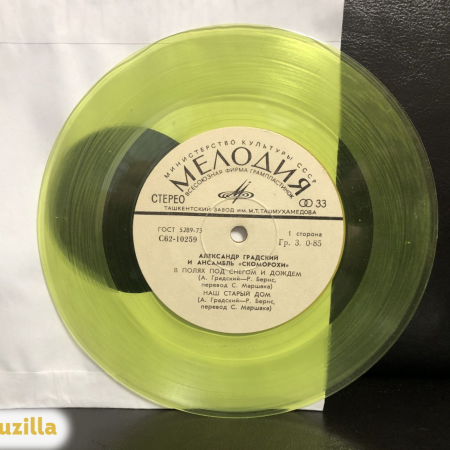 МИНИСТЕРСТВО КУЛЬТУРЫ СССР
МЕЛОДИЯ
ВСЕСОЮЗНАЯ ФИРМА ГРАМПЛАСТИНОК
СТЕРЕО
33
ТАШКЕНТСКИЙ ЗАВОД ИМ. М.Т. ТАШМУХАМЕДОВА
ГОСТ 5289-73
1 сторона
С62-10259
Гр. 3. 0-85
АЛЕКСАНДР ГРАДСКИЙ
И АНСАМБЛЬ «СКОМОРОХИ»
В ПОЛЯХ ПОД СНЕГОМ И ДОЖДЕМ
(А. Градский—Р. Бернс,
перевод С. Маршака)
НАШ СТАРЫЙ ДОМ
(А. Градский—Р. Бернс,
перевод С. Маршака)
uzilla